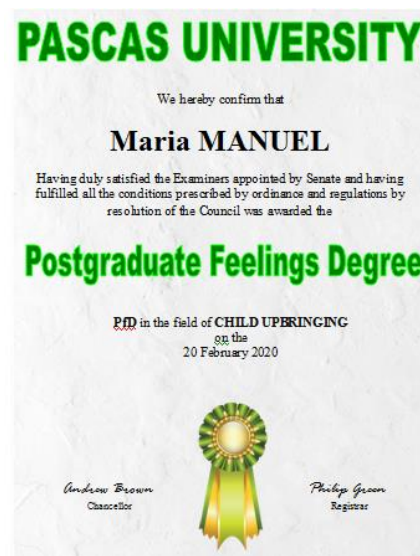 PASCAS UNIVERSITY
We hereby confirm that
Maria MANUEL
Having duly satisfied the Examiners appointed by Senate and having
fulfilled all the conditions prescribed by ordinance and regulations by
resolution of the Council was awarded the
Postgraduate Feelings Degree
PfD in the field of CHILD UPBRINGING
on the
20 February 2020
Andrew Brown
Philip Green
Chancellor
Registrar